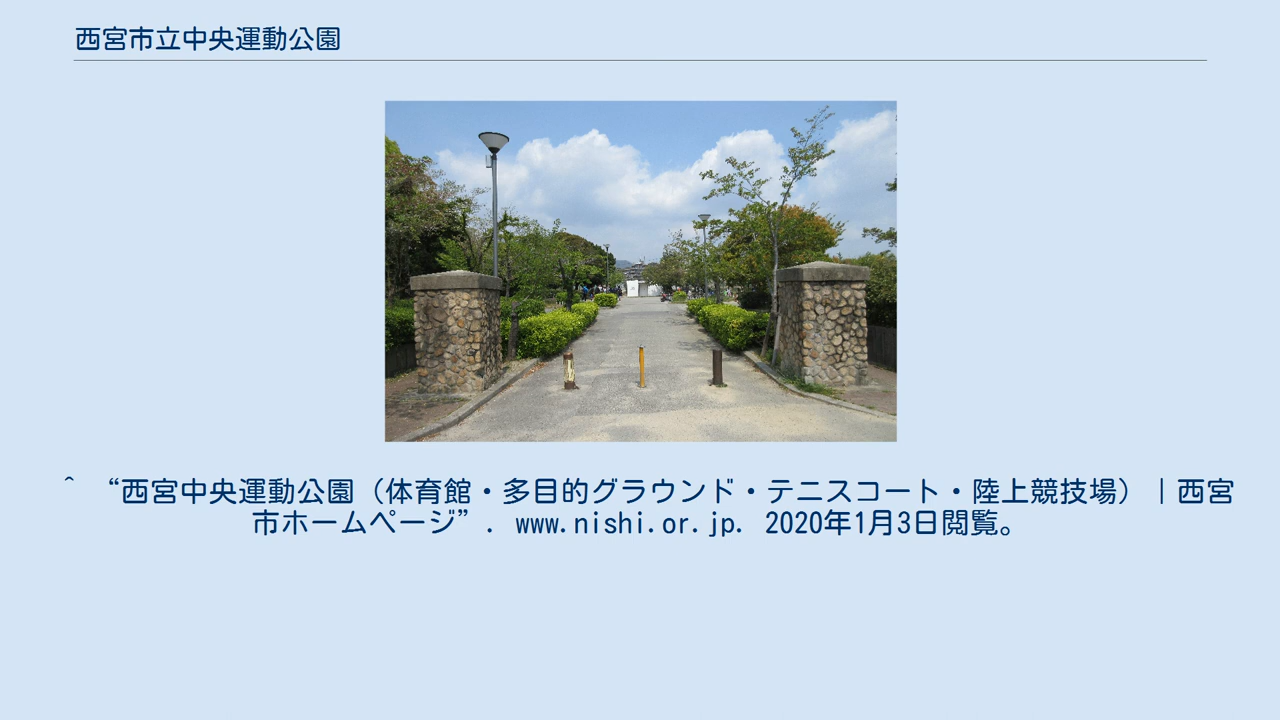 西宮市立中央運動公園
^ “西宮中央運動公園（体育館・多目的グラウンド・テニスコート・陸上競技場）｜西宮
市ホームページ”. www.nishi.or.jp. 2020年1月3日閲覧。